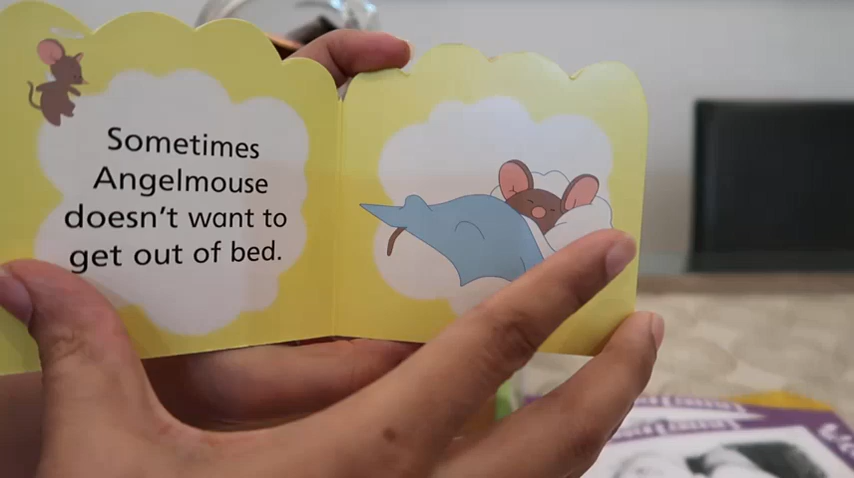 Sometimes
Angelmouse
doesn't want to
get out of bed.